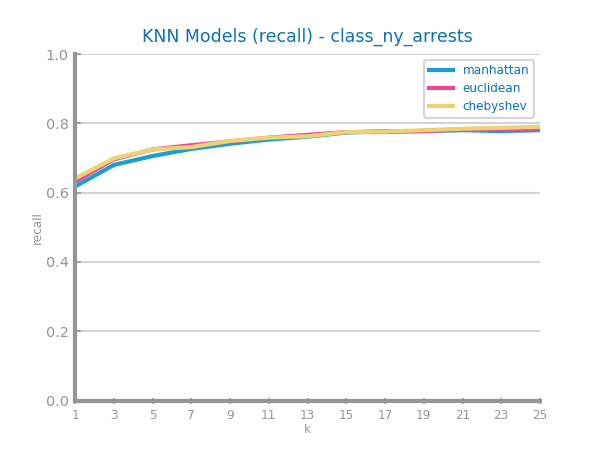 KNN Models (recall) - class_ny_arrests
1.0
manhattan
euclidean
chebyshev
0.8
0.6
recall
0.4
0.2
0.0
1 3 5 7 9 11 13 15 17 19 21 23 25
k